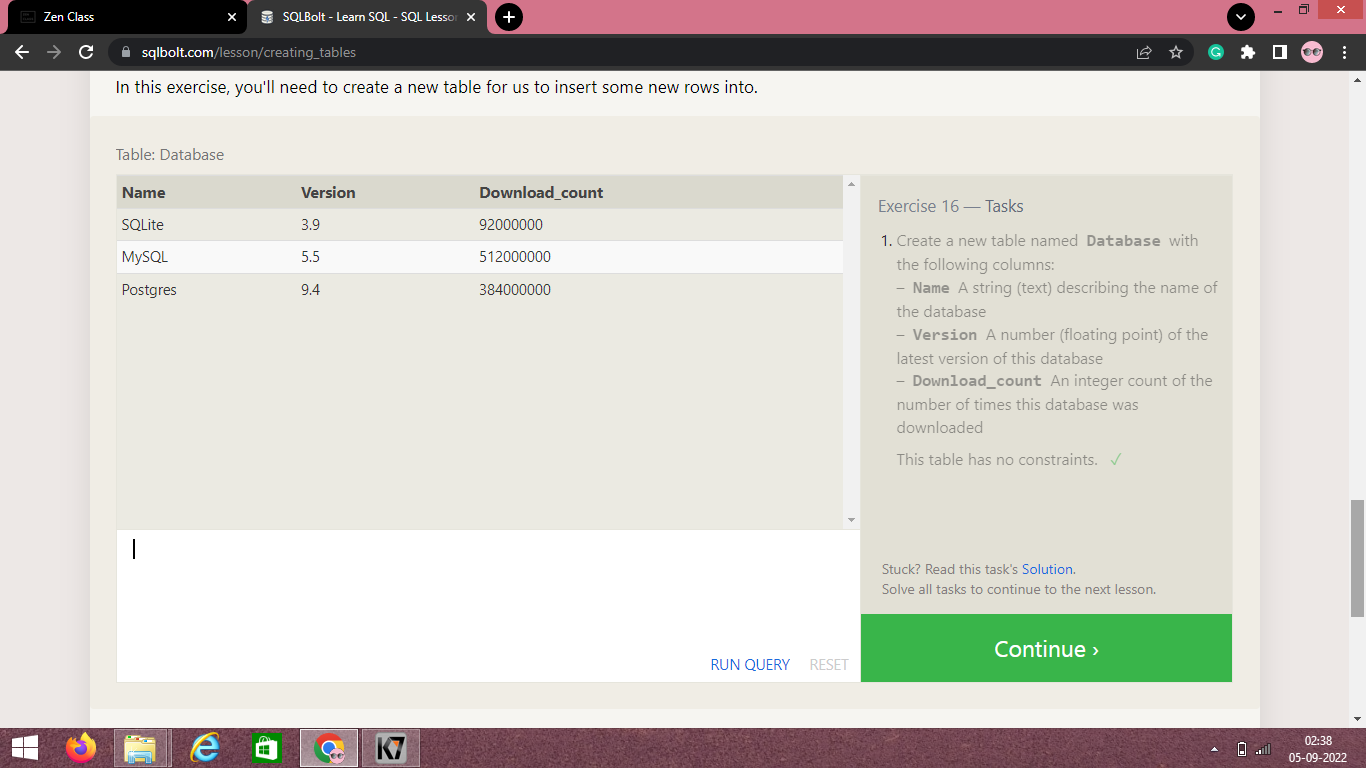 Zen Class
SQLBolt - Learn SQL - SQL Lesson
sqlbolt.com/lesson/creating_tables
In this exercise, you'll need to create a new table for us to insert some new rows into.
Table: Database
Name Version Download_count
SQLite 3.9 92000000
MySQL 5.5 512000000
Postgres 9.4 384000000
Exercise 16 — Tasks
1. Create a new table named Database with
the following columns:
– Name A string (text) describing the name of
the database
– Version A number (floating point) of the
latest version of this database
– Download_count An integer count of the
number of times this database was
downloaded
This table has no constraints. ✓
Stuck? Read this task's Solution.
Solve all tasks to continue to the next lesson.
RUN QUERY RESET
Continue ›
K7
02:38
05-09-2022